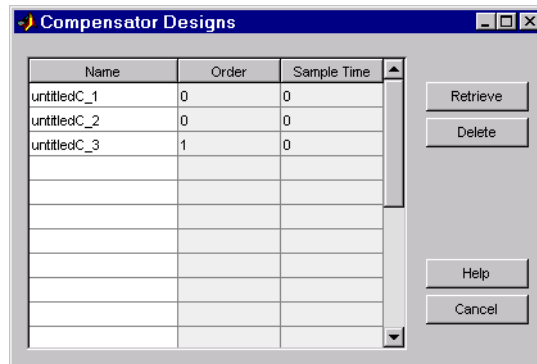 Compensator Designs
Name Order Sample Time
untitledC_1 0 0
untitledC_2 0 0
untitledC_3 1 0
Retrieve
Delete
Help
Cancel